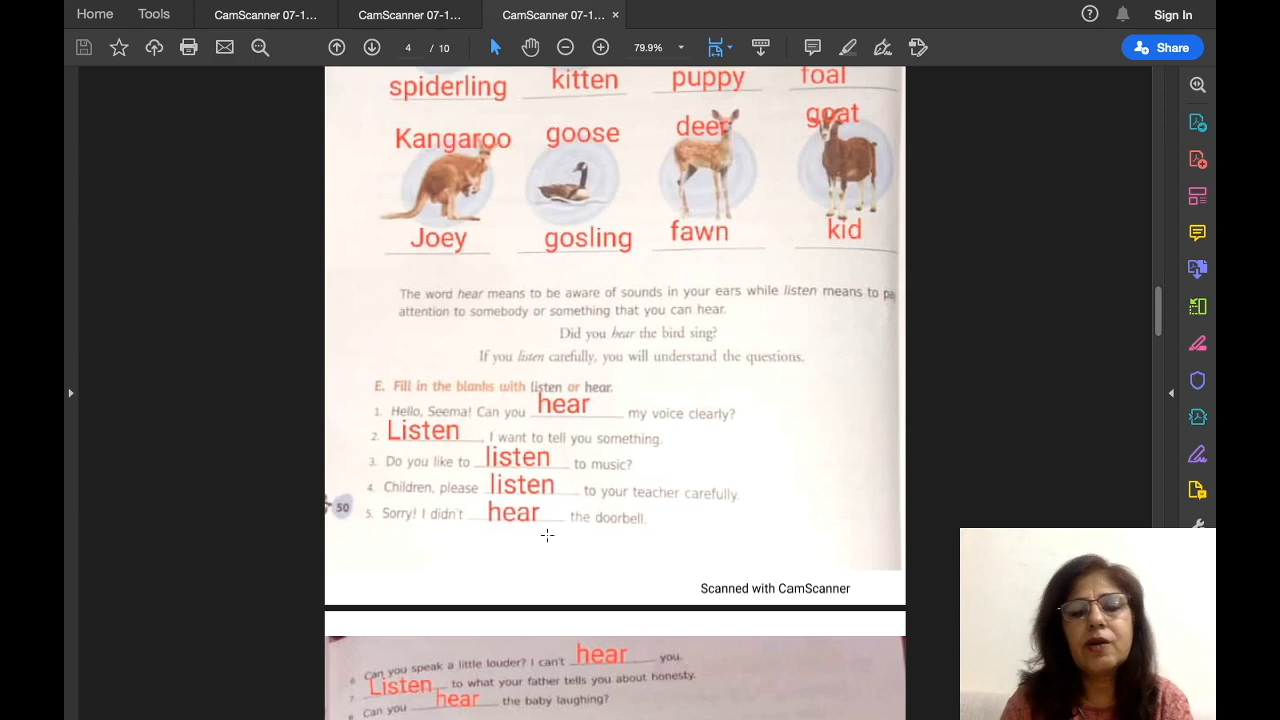 Home Tools CamScanner 07-1... CamScanner 07-1... CamScanner 07-1... × Sign In
4 / 10 79.9% Share
spiderling kitten puppy foal
Kangaroo goose deer goat
Joey gosling fawn kid
The word hear means to be aware of sounds in your ears while listen means to
attention to somebody or something that you can hear.
Did you hear the bird sing?
If you listen carefully, you will understand the questions.
E. Fill in the blanks with listen or hear.
1. Hello, Seema! Can you hear my voice clearly?
2. Listen, I want to tell you something.
3. Do you like to listen to music?
4. Children, please listen to your teacher carefully.
50
5. Sorry! I didn't hear the doorbell.
Scanned with CamScanner
6. Can you speak a little louder? I can't hear you.
7. Listen to what your father tells you about honesty.
8. Can you hear the baby laughing?